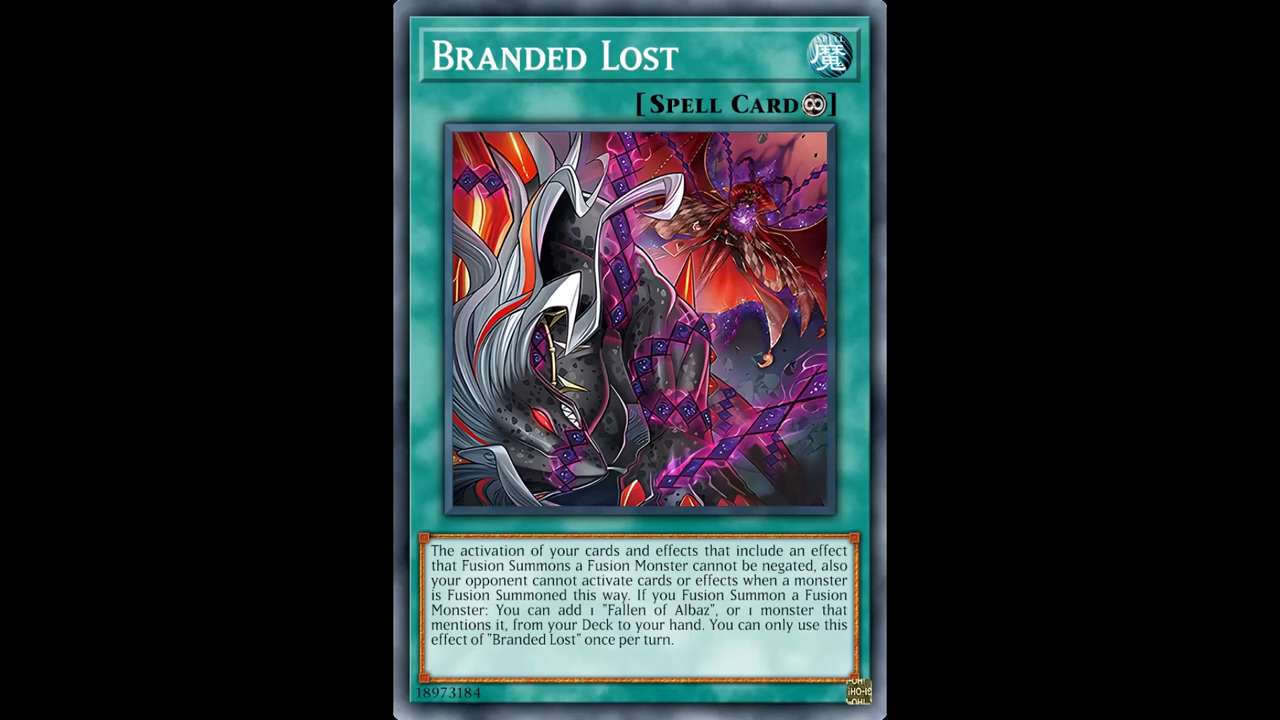 BRANDED LOST
SPELL
魔
[SPELL CARD]
The activation of your cards and effects that include an effect
that Fusion Summons a Fusion Monster cannot be negated, also
your opponent cannot activate cards or effects when a monster
is Fusion Summoned this way. If you Fusion Summon a Fusion
Monster: You can add 1 "Fallen of Albaz", or 1 monster that
mentions it, from your Deck to your hand. You can only use this
effect of "Branded Lost" once per turn.
18973184